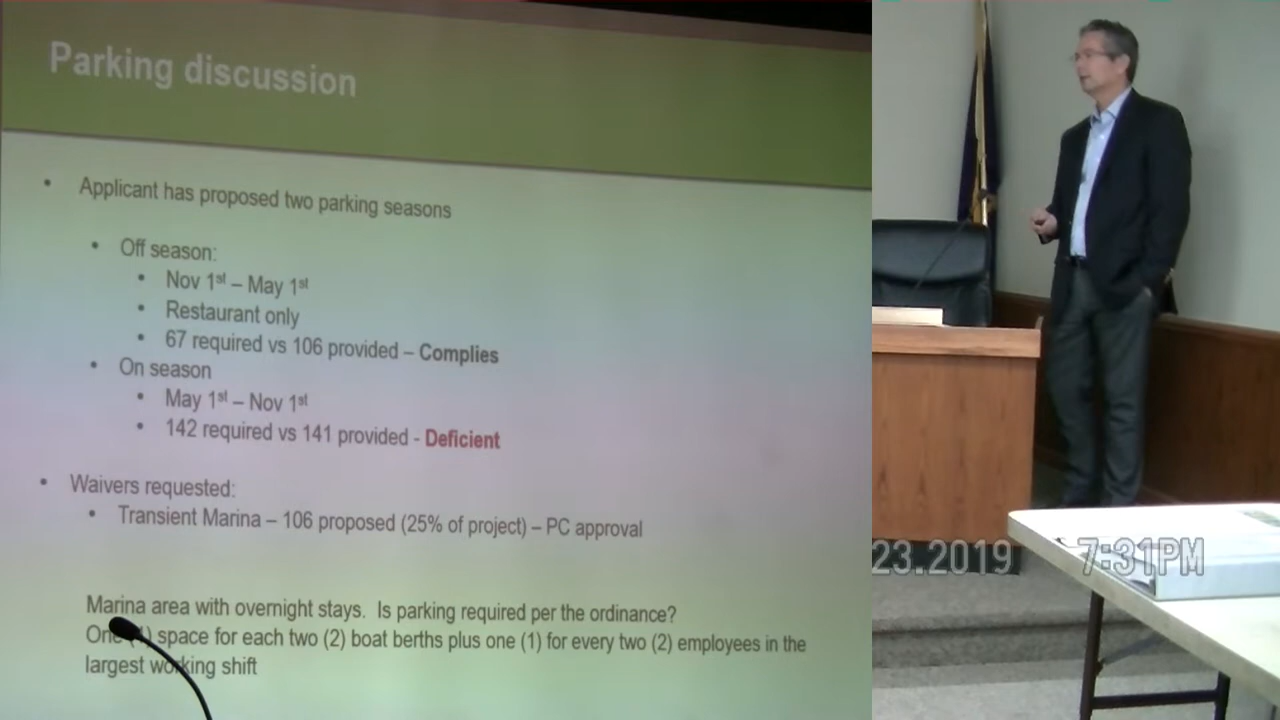 Parking discussion
• Applicant has proposed two parking seasons
• Off season:
• Nov 1st – May 1st
• Restaurant only
• 67 required vs 106 provided – Complies
• On season
• May 1st – Nov 1st
• 142 required vs 141 provided - Deficient
• Waivers requested:
• Transient Marina – 106 proposed (25% of project) – PC approval
Marina area with overnight stays. Is parking required per the ordinance?
One (1) space for each two (2) boat berths plus one (1) for every two (2) employees in the
largest working shift
23.2019 7:31PM